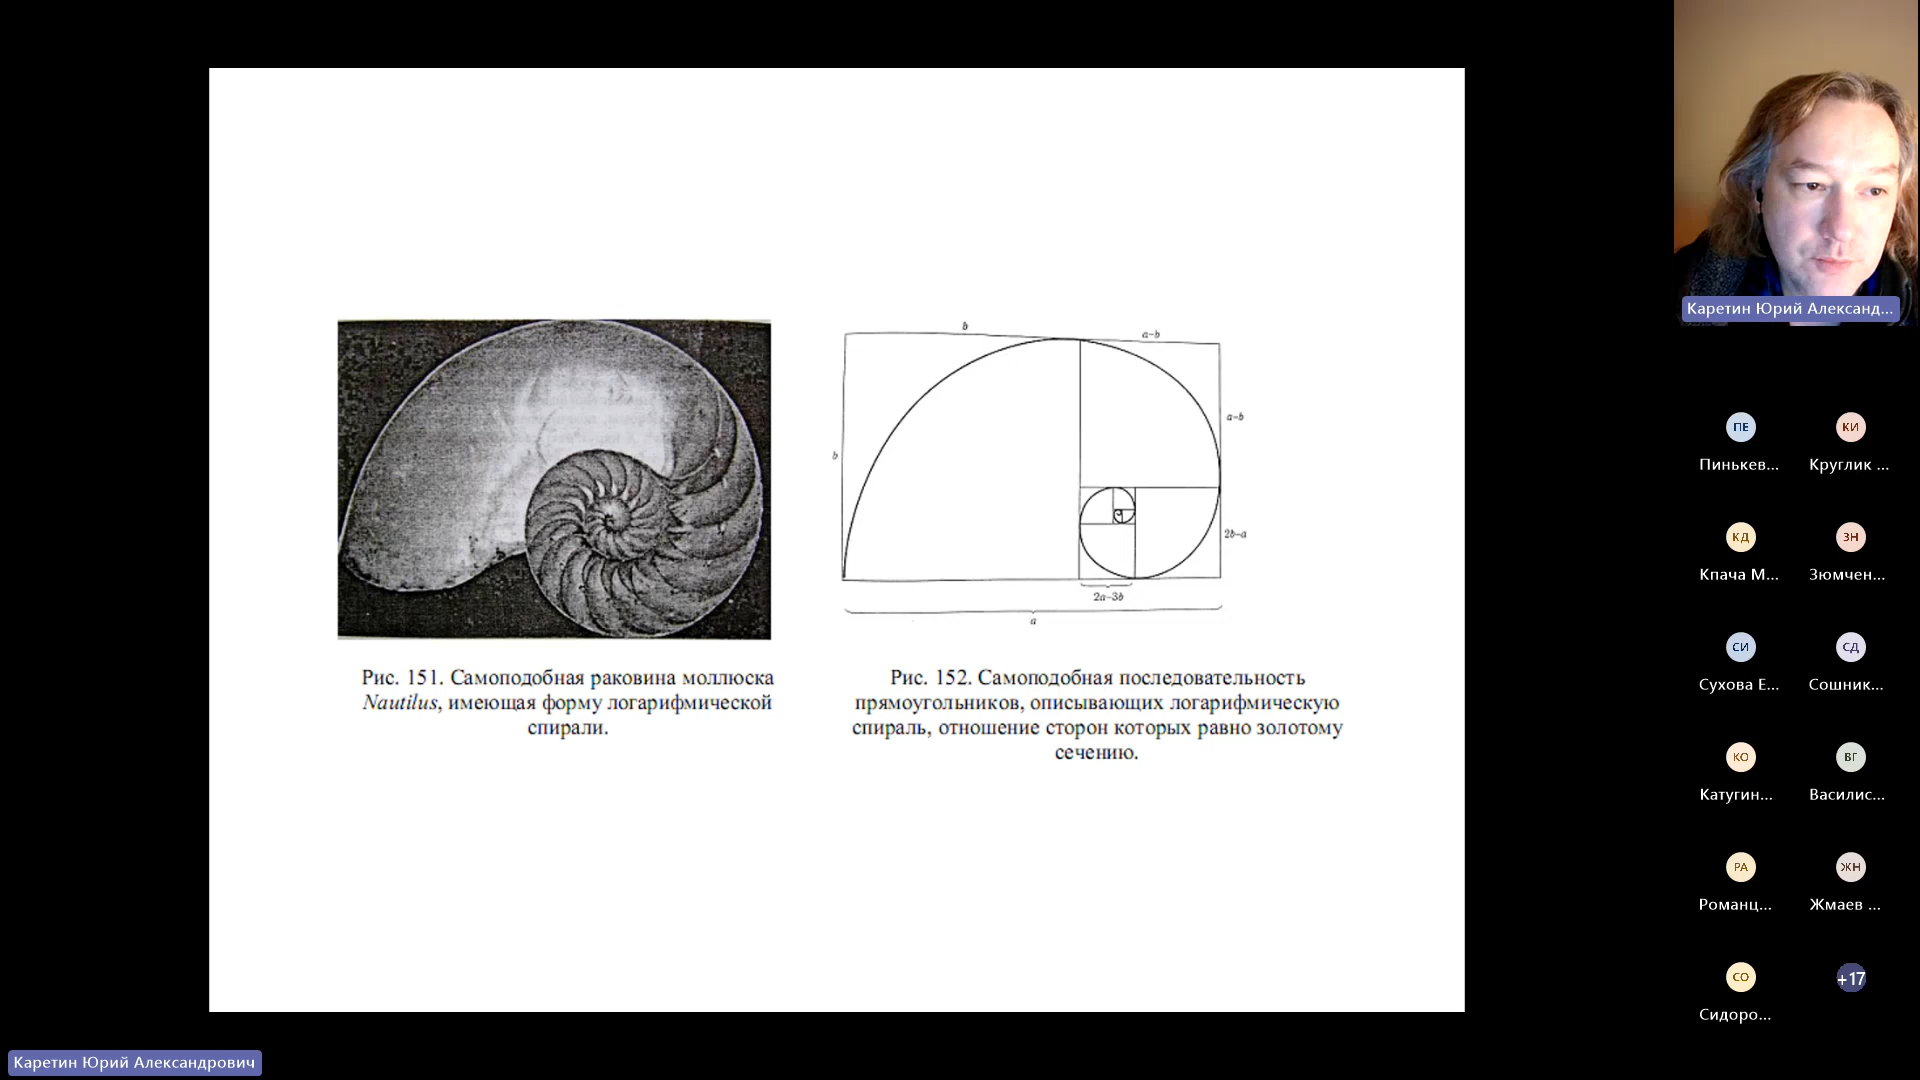 b
a-b
a-b
b
2b-a
2a-3b
a
Рис. 151. Самоподобная раковина моллюска
Nautilus, имеющая форму логарифмической
спирали.
Рис. 152. Самоподобная последовательность
прямоугольников, описывающих логарифмическую
спираль, отношение сторон которых равно золотому
сечению.
Каретин Юрий Александ...
ПЕ
КИ
Пинькев...
Круглик ...
КД
ЗН
Кпача М...
Зюмчен...
СИ
СД
Сухова Е...
Сошник...
КО
ВГ
Катугин...
Василис...
РА
ЖН
Романц...
Жмаев ...
СО
+17
Сидоро...
Каретин Юрий Александрович